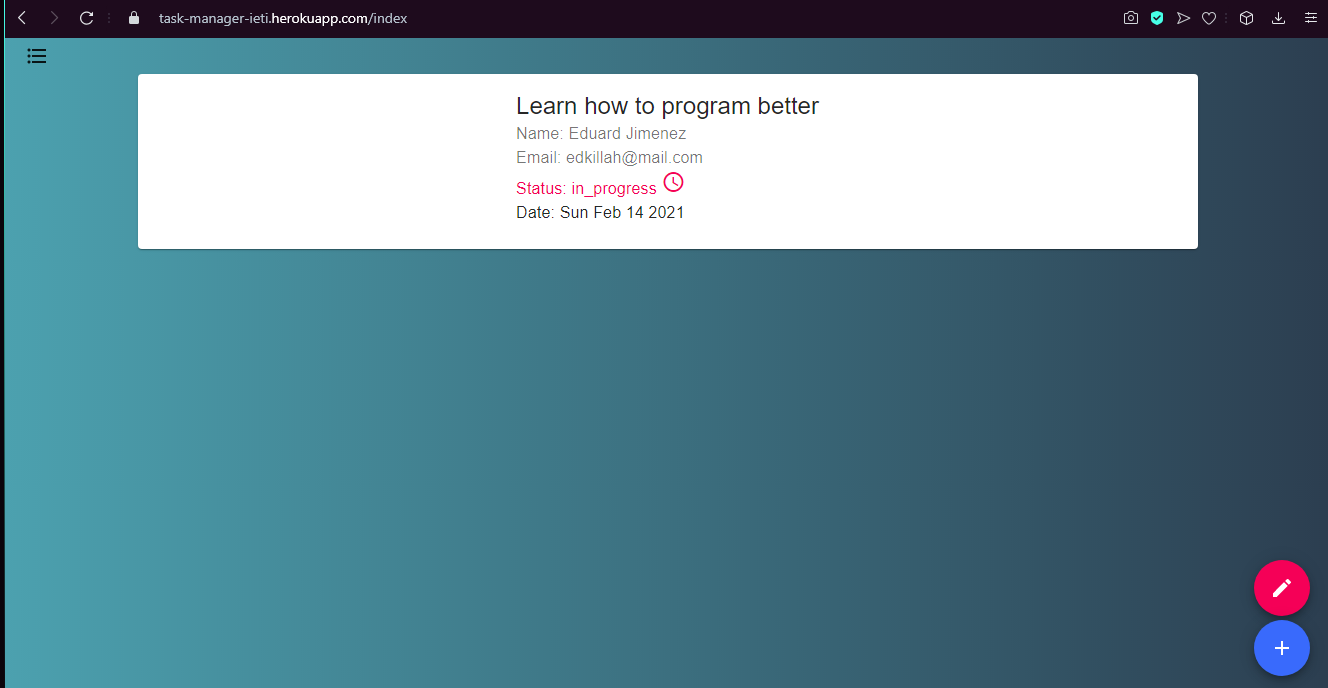 task-manager-ieti.herokuapp.com/index
Learn how to program better
Name: Eduard Jimenez
Email: edkillah@mail.com
Status: in_progress
Date: Sun Feb 14 2021